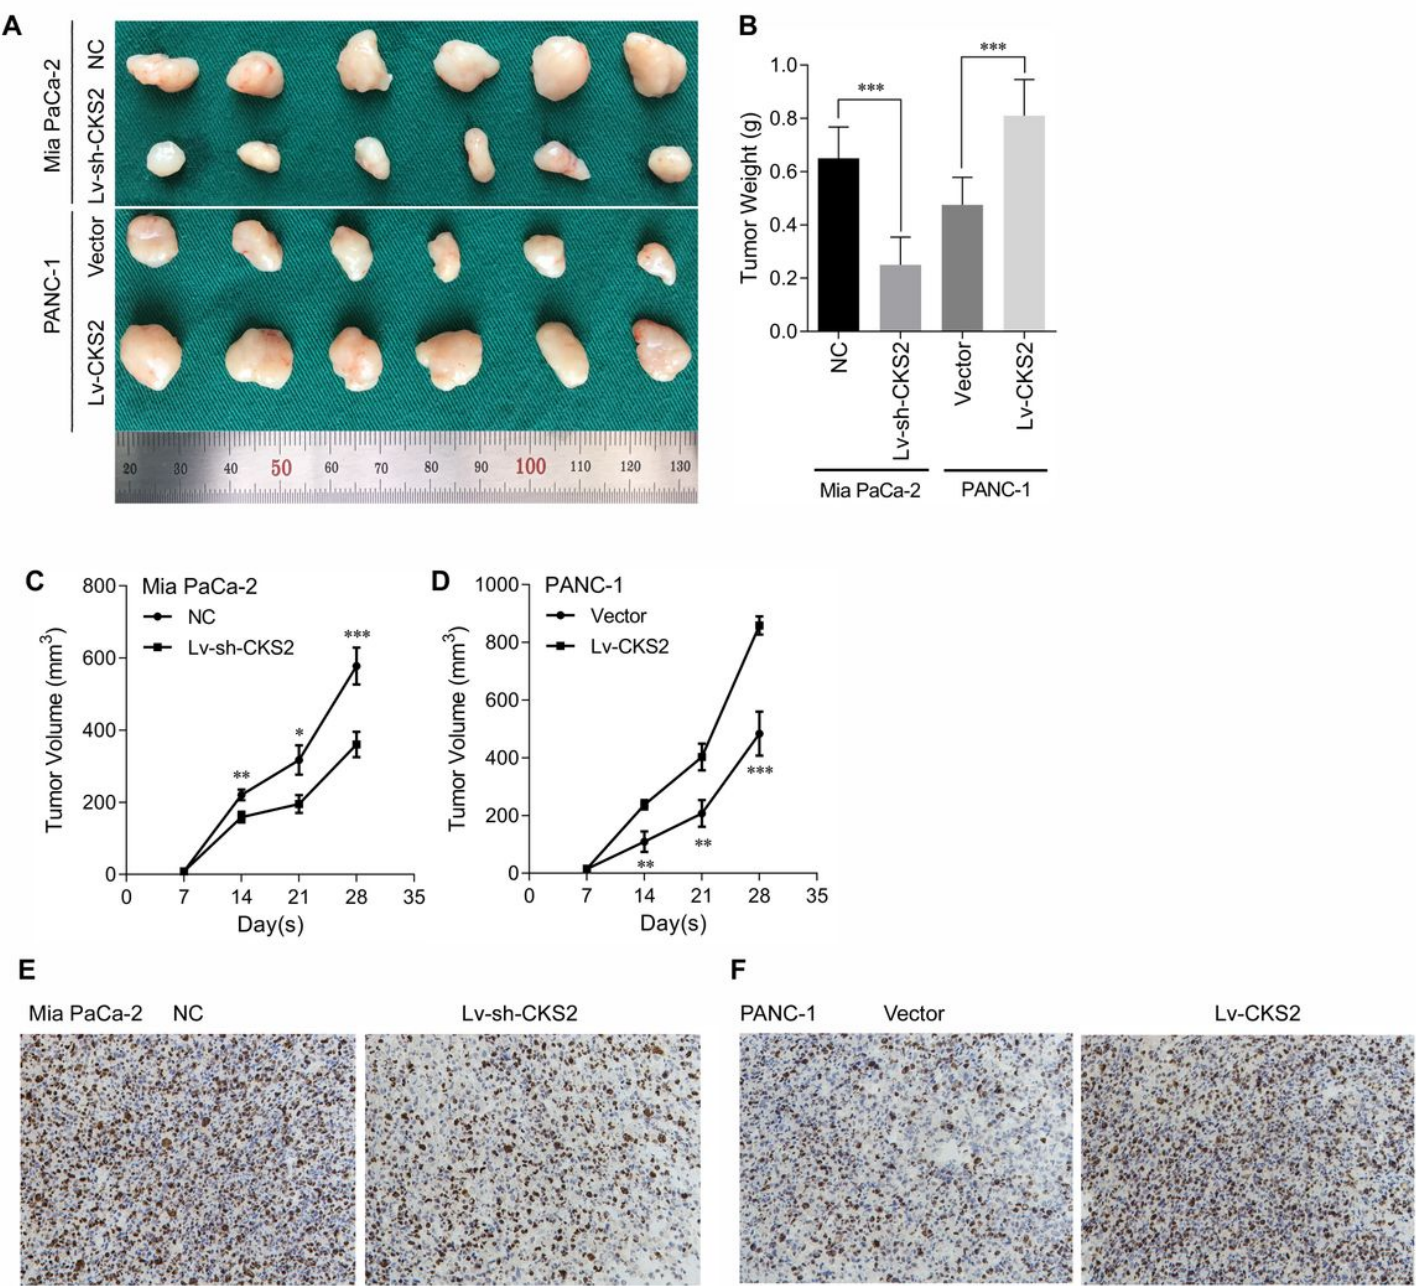 A
Mia PaCa-2
NC
Lv-sh-CKS2
PANC-1
Vector
Lv-CKS2
20 30 40 50 60 70 80 90 100 110 120 130
B
Tumor Weight (g)
1.0
0.8
0.6
0.4
0.2
0.0
***
***
NC
Lv-sh-CKS2
Vector
Lv-CKS2
Mia PaCa-2
PANC-1
C
Mia PaCa-2
NC
Lv-sh-CKS2
Tumor Volume (mm³)
800
600
400
200
0
**
*
***
0 7 14 21 28 35
Day(s)
D
PANC-1
Vector
Lv-CKS2
Tumor Volume (mm³)
1000
800
600
400
200
0
**
**
***
0 7 14 21 28 35
Day(s)
E
Mia PaCa-2 NC Lv-sh-CKS2
F
PANC-1 Vector Lv-CKS2